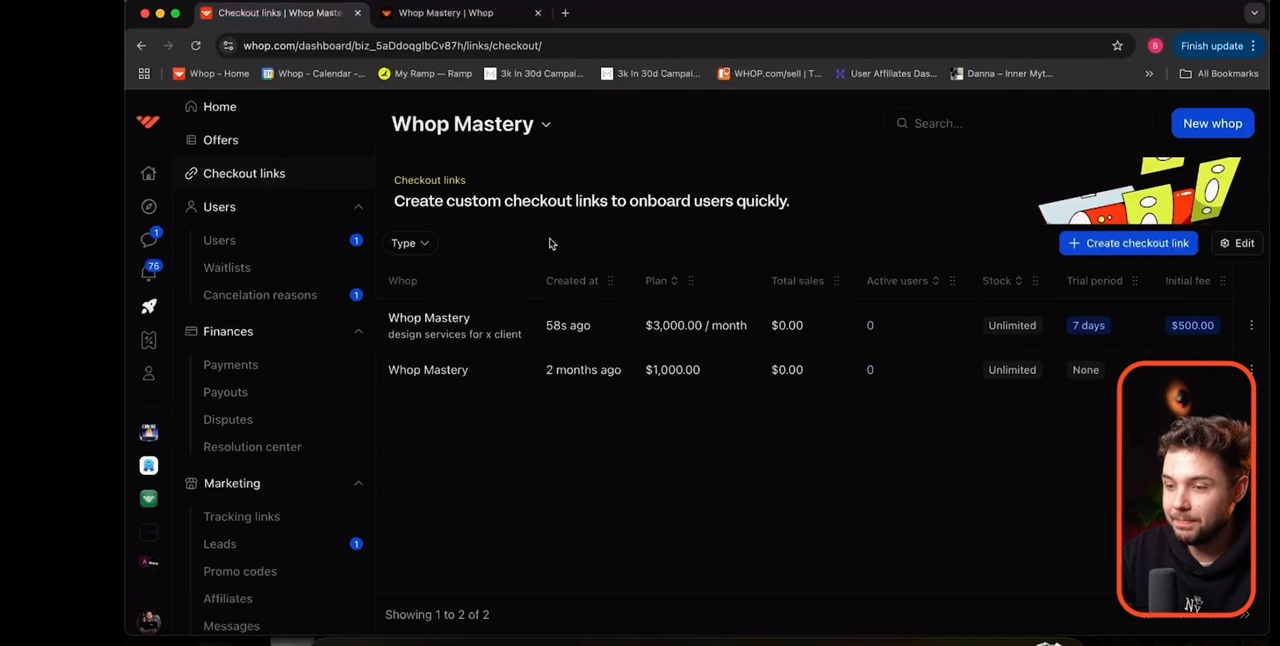 Checkout links | Whop Maste
Whop Mastery | Whop
whop.com/dashboard/biz_5aDdoqgIbCv87h/links/checkout/
B
Finish update
Whop - Home
Whop - Calendar -...
My Ramp — Ramp
3k In 30d Campai...
3k In 30d Campai...
WHOP.com/sell | T...
User Affiliates Das...
Danna – Inner Myt...
All Bookmarks
Home
Offers
Checkout links
Users
Users 1
Waitlists
Cancelation reasons 1
Finances
Payments
Payouts
Disputes
Resolution center
Marketing
Tracking links
Leads 1
Promo codes
Affiliates
Messages
1
76
Whop Mastery
Search...
New whop
Checkout links
Create custom checkout links to onboard users quickly.
Type
Create checkout link
Edit
Whop Created at Plan Total sales Active users Stock Trial period Initial fee
Whop Mastery 58s ago $3,000.00 / month $0.00 0 Unlimited 7 days $500.00
design services for x client
Whop Mastery 2 months ago $1,000.00 $0.00 0 Unlimited None
Showing 1 to 2 of 2